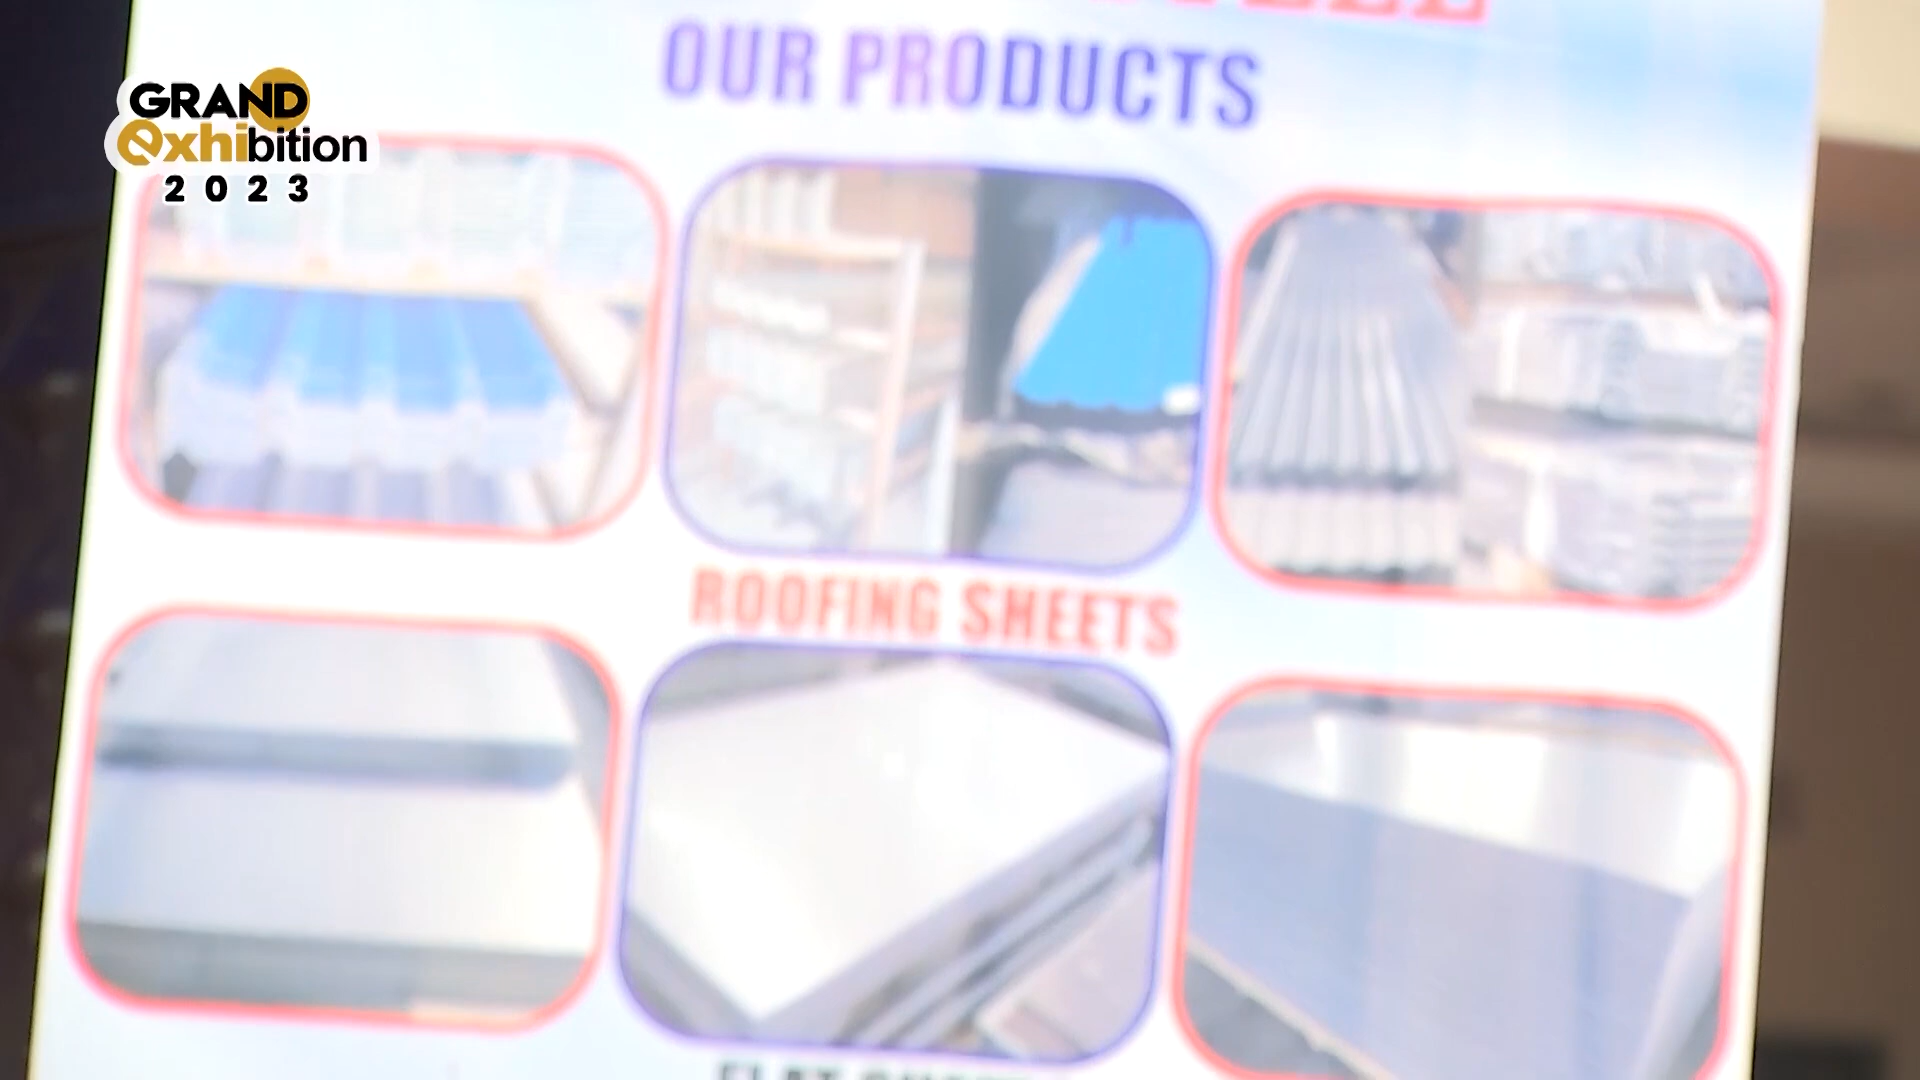 OUR PRODUCTS
GRAND
exhibition
2023
ROOFING SHEETS